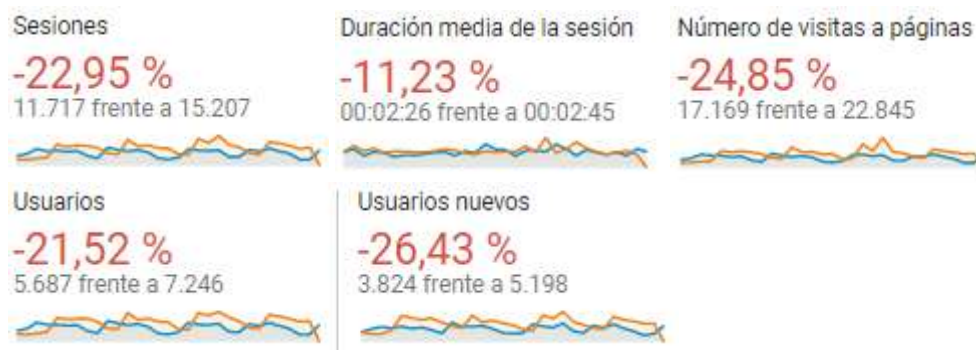 Sesiones
-22,95 %
11.717 frente a 15.207
Duración media de la sesión
-11,23 %
00:02:26 frente a 00:02:45
Número de visitas a páginas
-24,85 %
17.169 frente a 22.845
Usuarios
-21,52 %
5.687 frente a 7.246
Usuarios nuevos
-26,43 %
3.824 frente a 5.198